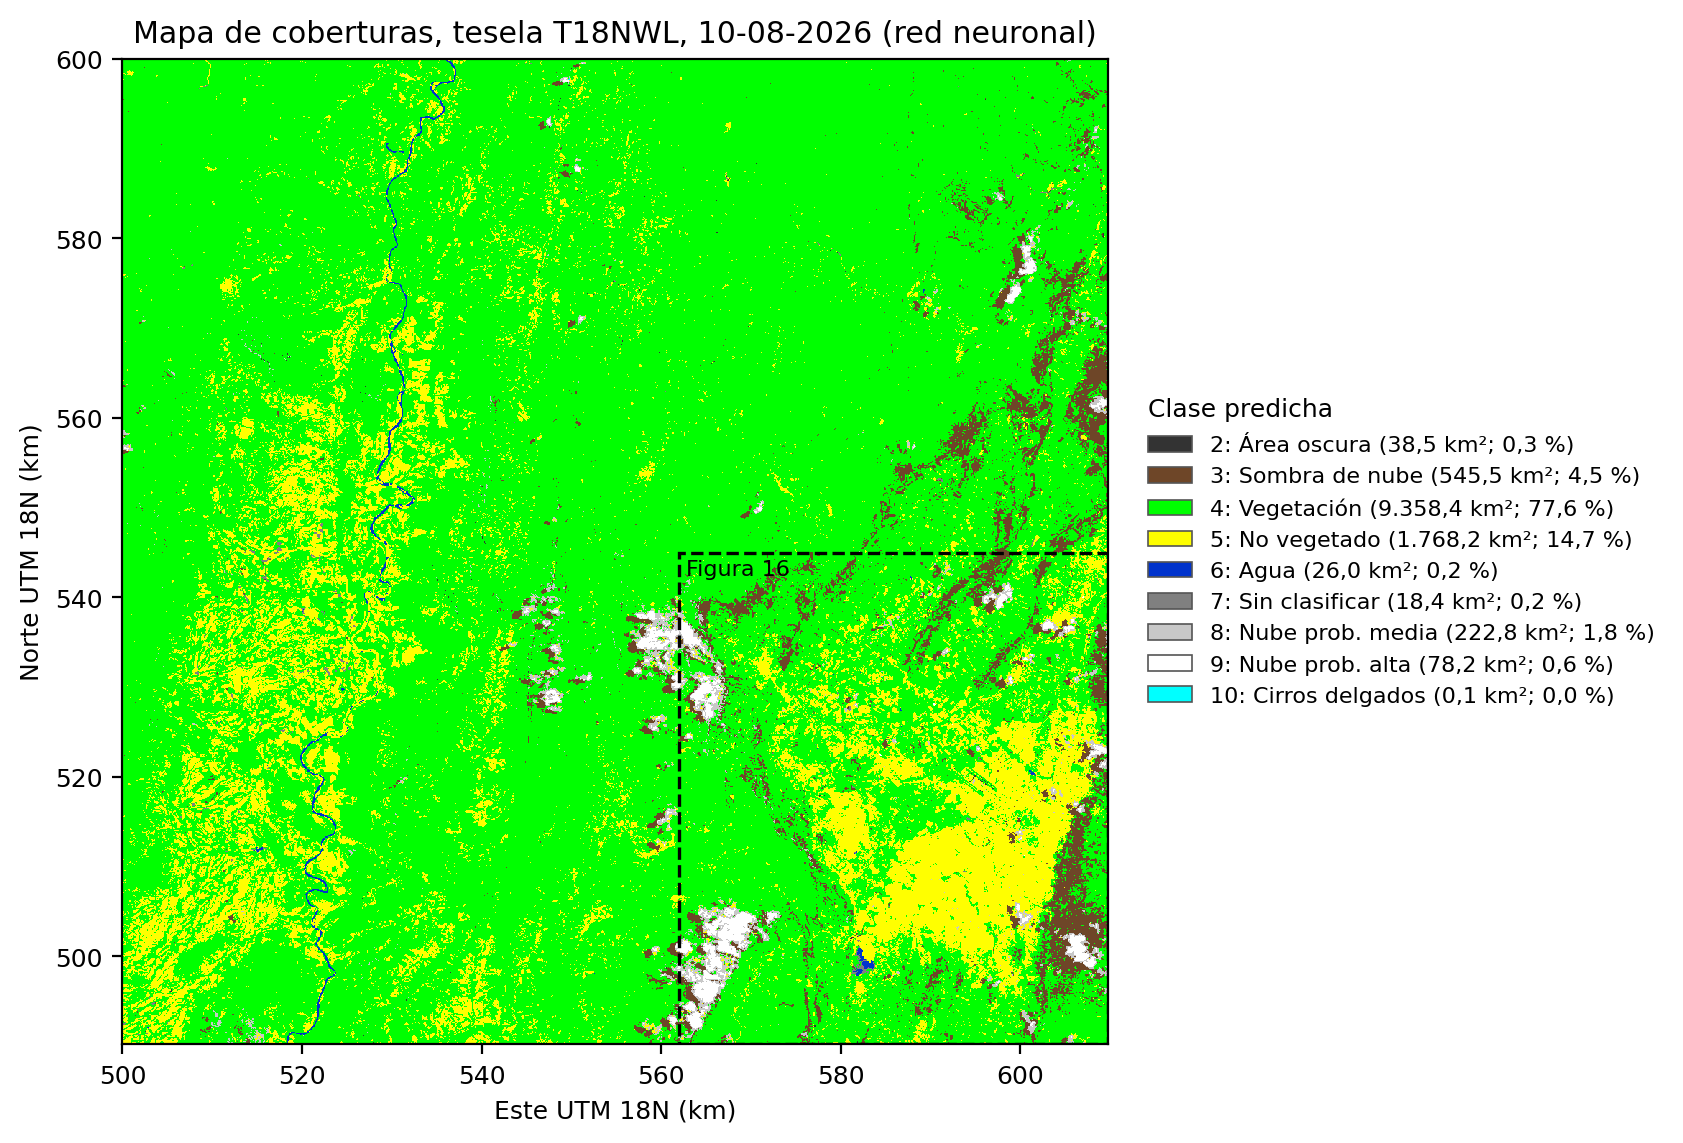 Mapa de coberturas, tesela T18NWL, 10-08-2026 (red neuronal)
600
580
560
540
520
500
Norte UTM 18N (km)
Figura 16
500
520
540
560
580
600
Este UTM 18N (km)
Clase predicha
2: Área oscura (38,5 km²; 0,3 %)
3: Sombra de nube (545,5 km²; 4,5 %)
4: Vegetación (9.358,4 km²; 77,6 %)
5: No vegetado (1.768,2 km²; 14,7 %)
6: Agua (26,0 km²; 0,2 %)
7: Sin clasificar (18,4 km²; 0,2 %)
8: Nube prob. media (222,8 km²; 1,8 %)
9: Nube prob. alta (78,2 km²; 0,6 %)
10: Cirros delgados (0,1 km²; 0,0 %)